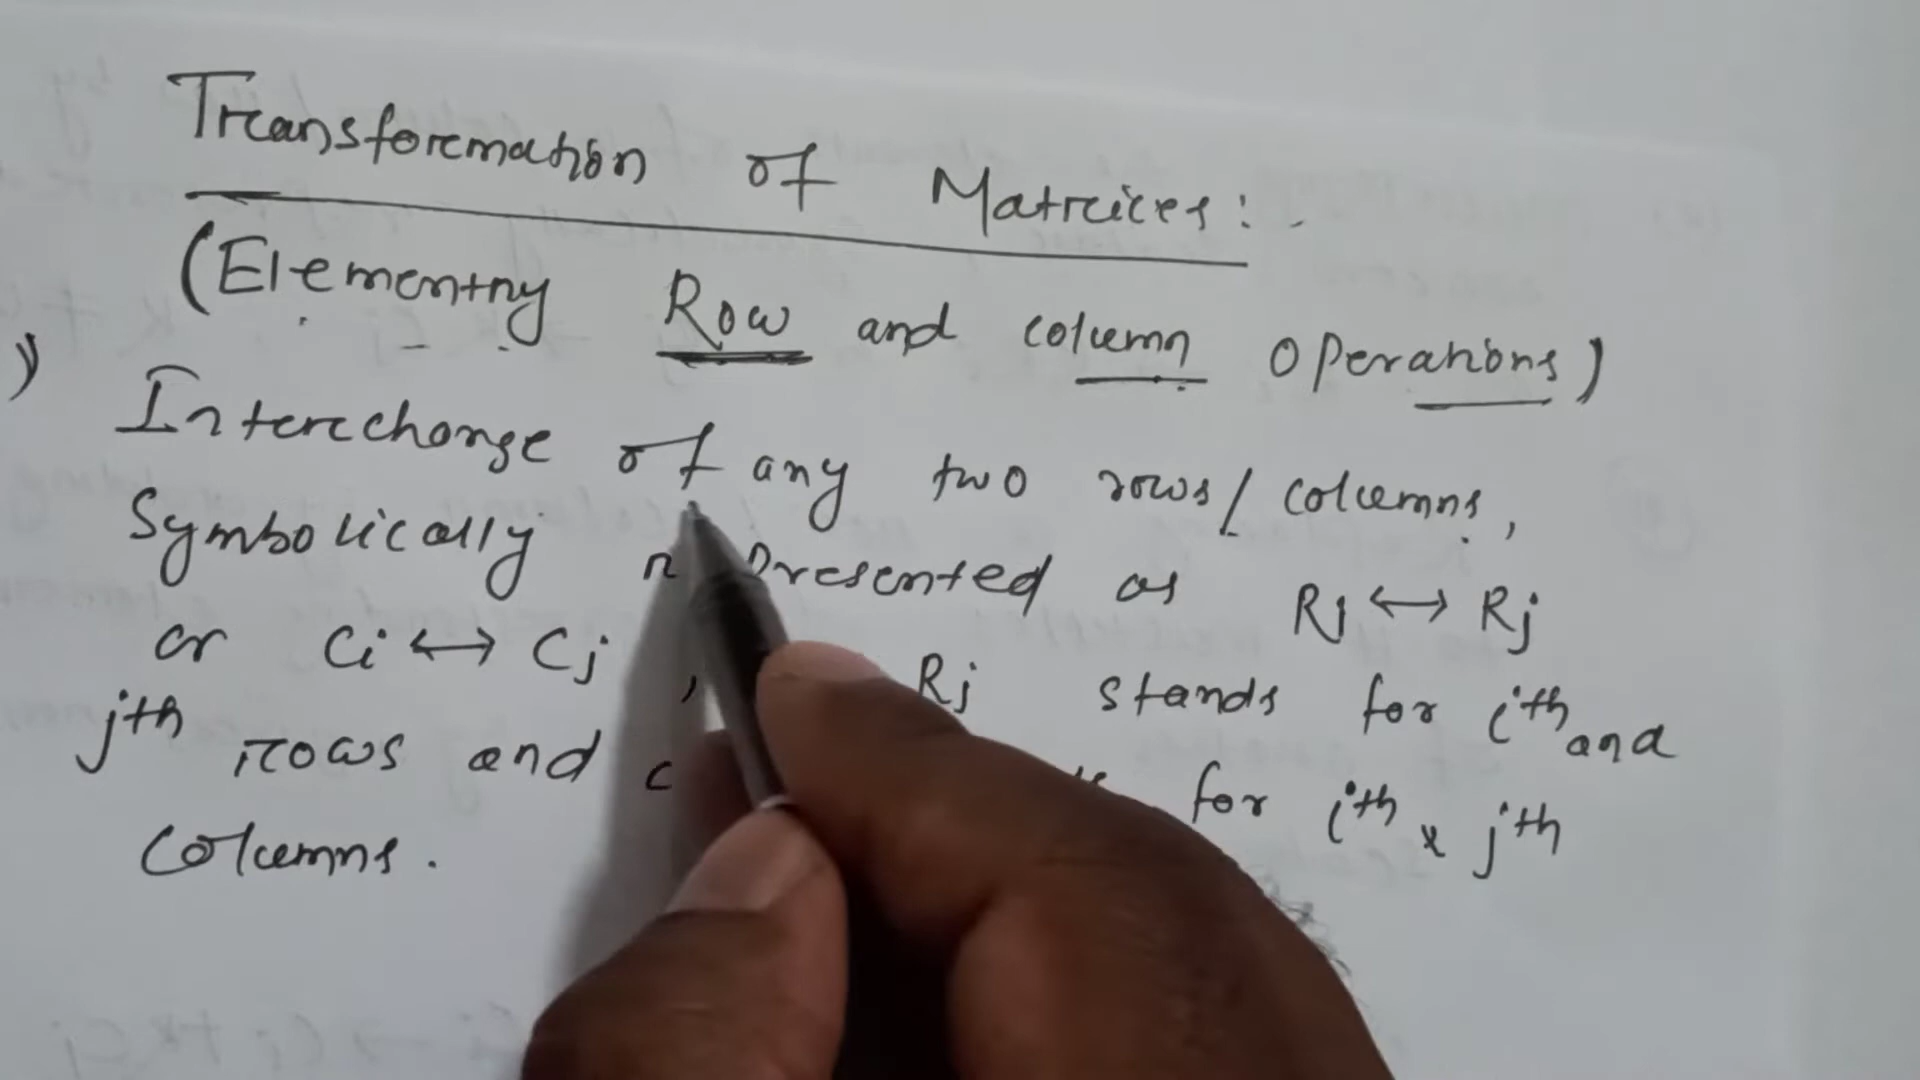 Transformation of Matrices:-
(Elementry Row and column Operations)
) Interchange of any two rows/columns,
Symbolically presented as Ri ↔ Rj
or Ci ↔ Cj , Rj stands for ith and
jth rows and c for ith & jth
Columns.